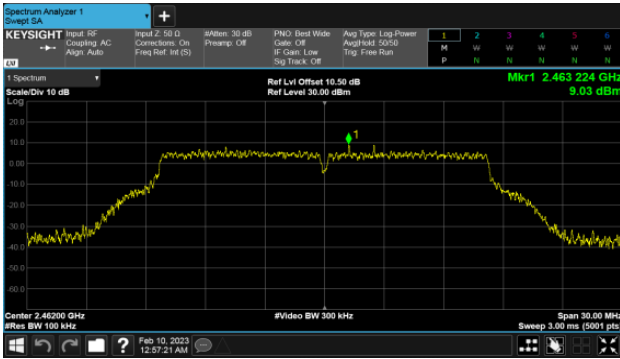 Spectrum Analyzer 1
Swept SA
+
KEYSIGHT Input: RF Input Z: 50 Ω #Atten: 30 dB PNO: Best Wide Avg Type: Log-Power 1 2 3 4 5 6
Coupling: AC Corrections: On Preamp: Off Gate: Off Avg|Hold: 50/50 M W W W W W
Align: Auto Freq Ref: Int (S) IF Gain: Low Trig: Free Run
Sig Track: Off P N N N N N
LXI
1 Spectrum Ref Lvl Offset 10.50 dB Mkr1 2.463 224 GHz
Scale/Div 10 dB Ref Level 30.00 dBm 9.03 dBm
Log
20.0
10.0
0.00
-10.0
-20.0
-30.0
-40.0
-50.0
-60.0
1
Center 2.46200 GHz #Video BW 300 kHz Span 30.00 MHz
#Res BW 100 kHz Sweep 3.00 ms (5001 pts)
? Feb 10, 2023
12:57:21 AM